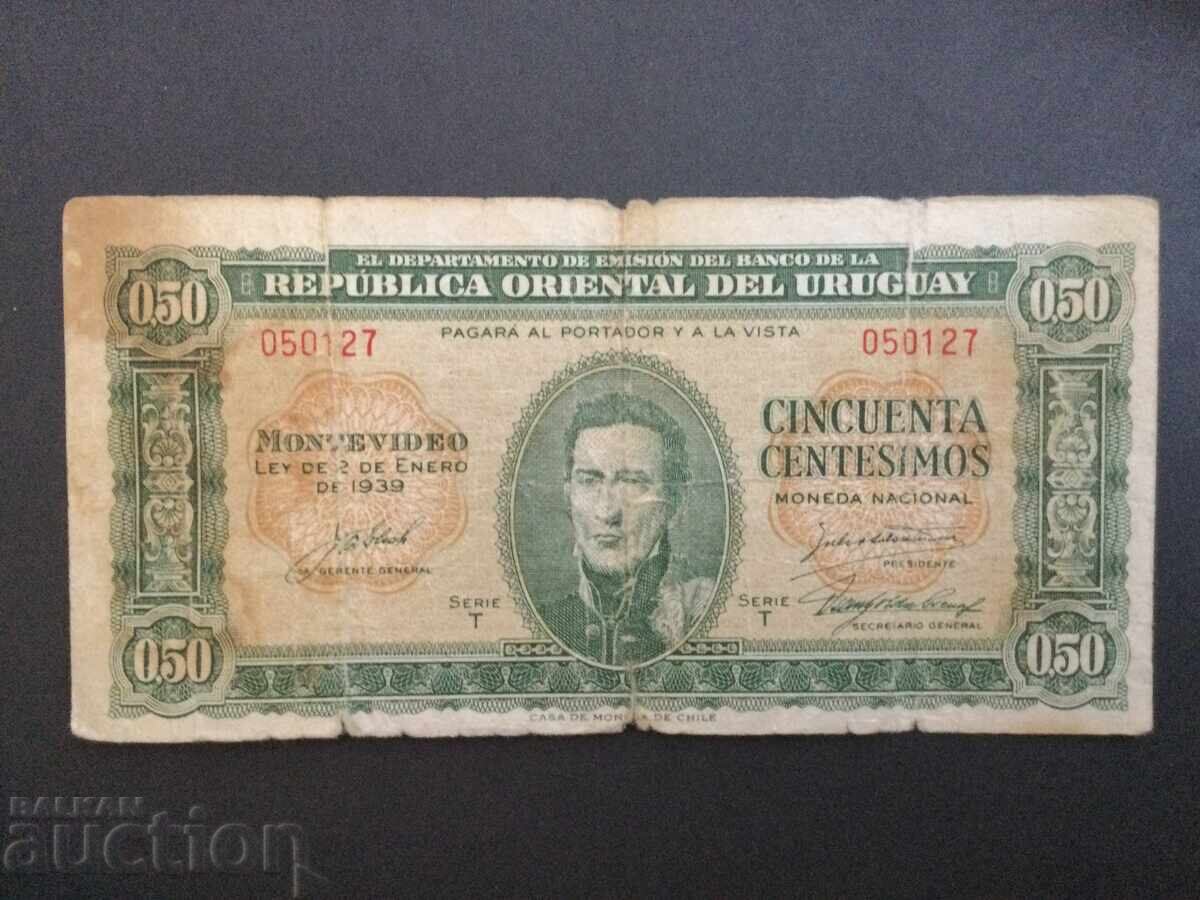 EL DEPARTAMENTO DE EMISIÓN DEL BANCO DE LA
REPÚBLICA ORIENTAL DEL URUGUAY
0.50
0.50
PAGARÁ AL PORTADOR Y A LA VISTA
050127
050127
MONTEVIDEO
LEY DE 2 DE ENERO
DE 1939
CINCUENTA
CENTESIMOS
MONEDA NACIONAL
GERENTE GENERAL
PRESIDENTE
SERIE
T
SERIE
T
SECRETARIO GENERAL
0.50
0.50
CASA DE MONEDA DE CHILE
BALKAN
auction